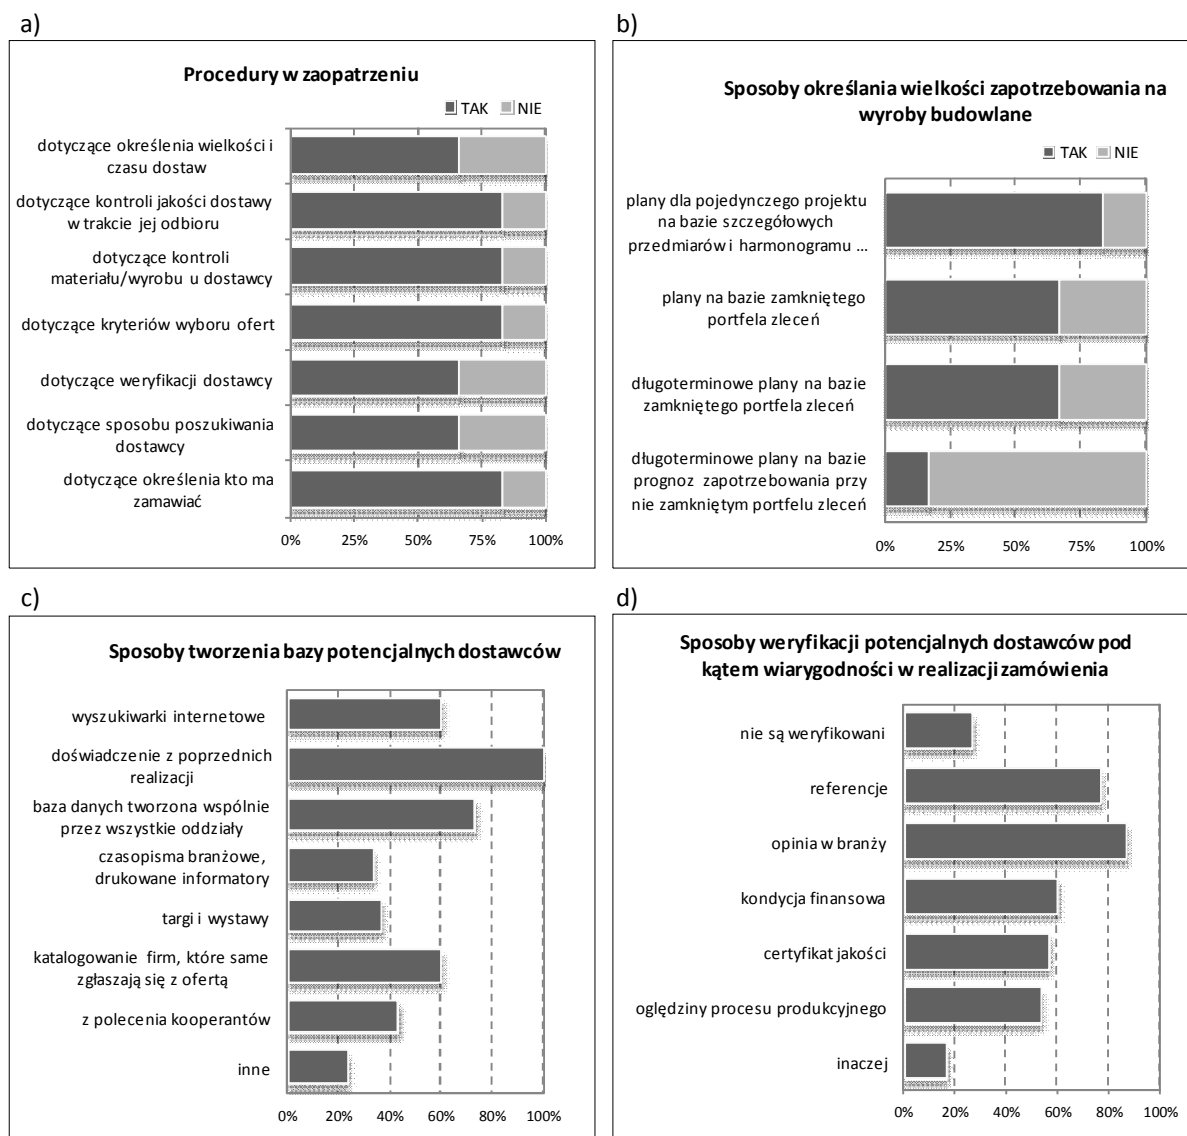 a)
Procedury w zaopatrzeniu
TAK NIE
dotyczące określenia wielkości i
czasu dostaw
dotyczące kontroli jakości dostawy
w trakcie jej odbioru
dotyczące kontroli
materiału/wyrobu u dostawcy
dotyczące kryteriów wyboru ofert
dotyczące weryfikacji dostawcy
dotyczące sposobu poszukiwania
dostawcy
dotyczące określenia kto ma
zamawiać
0% 25% 50% 75% 100%
b)
Sposoby określania wielkości zapotrzebowania na
wyroby budowlane
TAK NIE
plany dla pojedynczego projektu
na bazie szczegółowych
przedmiarów i harmonogramu ...
plany na bazie zamkniętego
portfela zleceń
długoterminowe plany na bazie
zamkniętego portfela zleceń
długoterminowe plany na bazie
prognoz zapotrzebowania przy
nie zamkniętym portfelu zleceń
0% 25% 50% 75% 100%
c)
Sposoby tworzenia bazy potencjalnych dostawców
wyszukiwarki internetowe
doświadczenie z poprzednich
realizacji
baza danych tworzona wspólnie
przez wszystkie oddziały
czasopisma branżowe,
drukowane informatory
targi i wystawy
katalogowanie firm, które same
zgłaszają się z ofertą
z polecenia kooperantów
inne
0% 20% 40% 60% 80% 100%
d)
Sposoby weryfikacji potencjalnych dostawców pod
kątem wiarygodności w realizacji zamówienia
nie są weryfikowani
referencje
opinia w branży
kondycja finansowa
certyfikat jakości
oględziny procesu produkcyjnego
inaczej
0% 20% 40% 60% 80% 100%